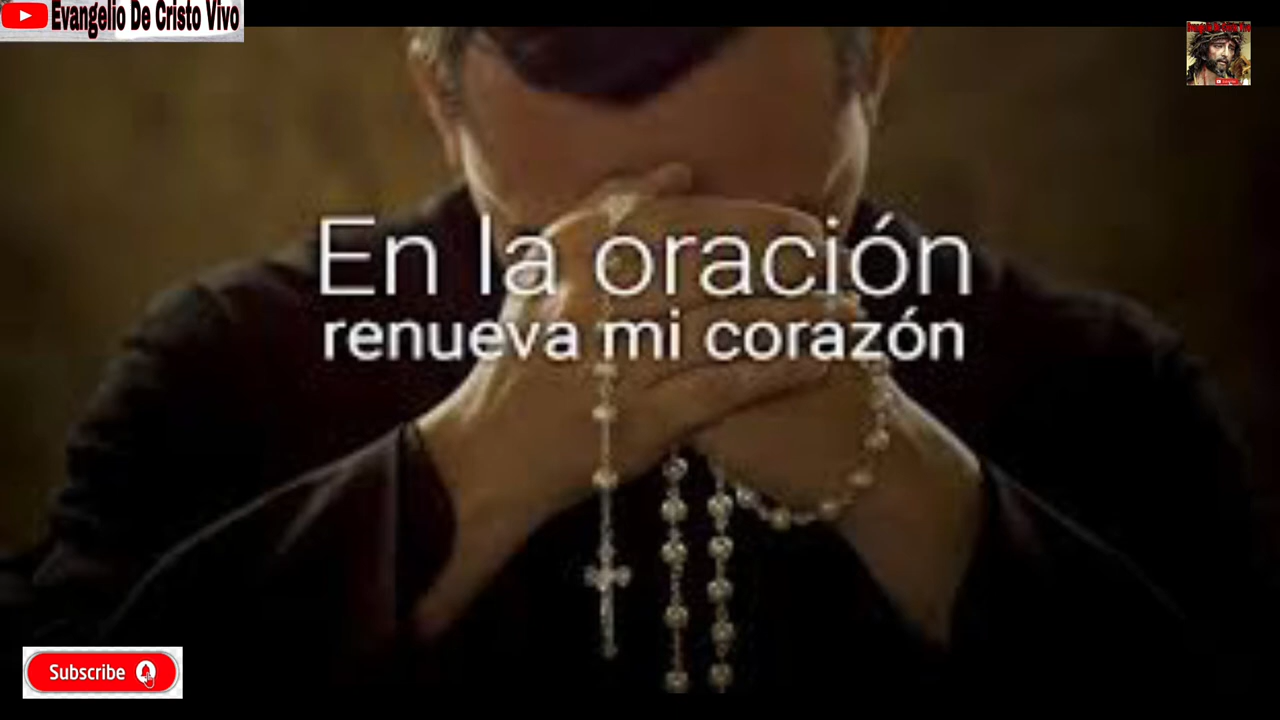 Evangelio De Cristo Vivo
En la oración
renueva mi corazón
Subscribe